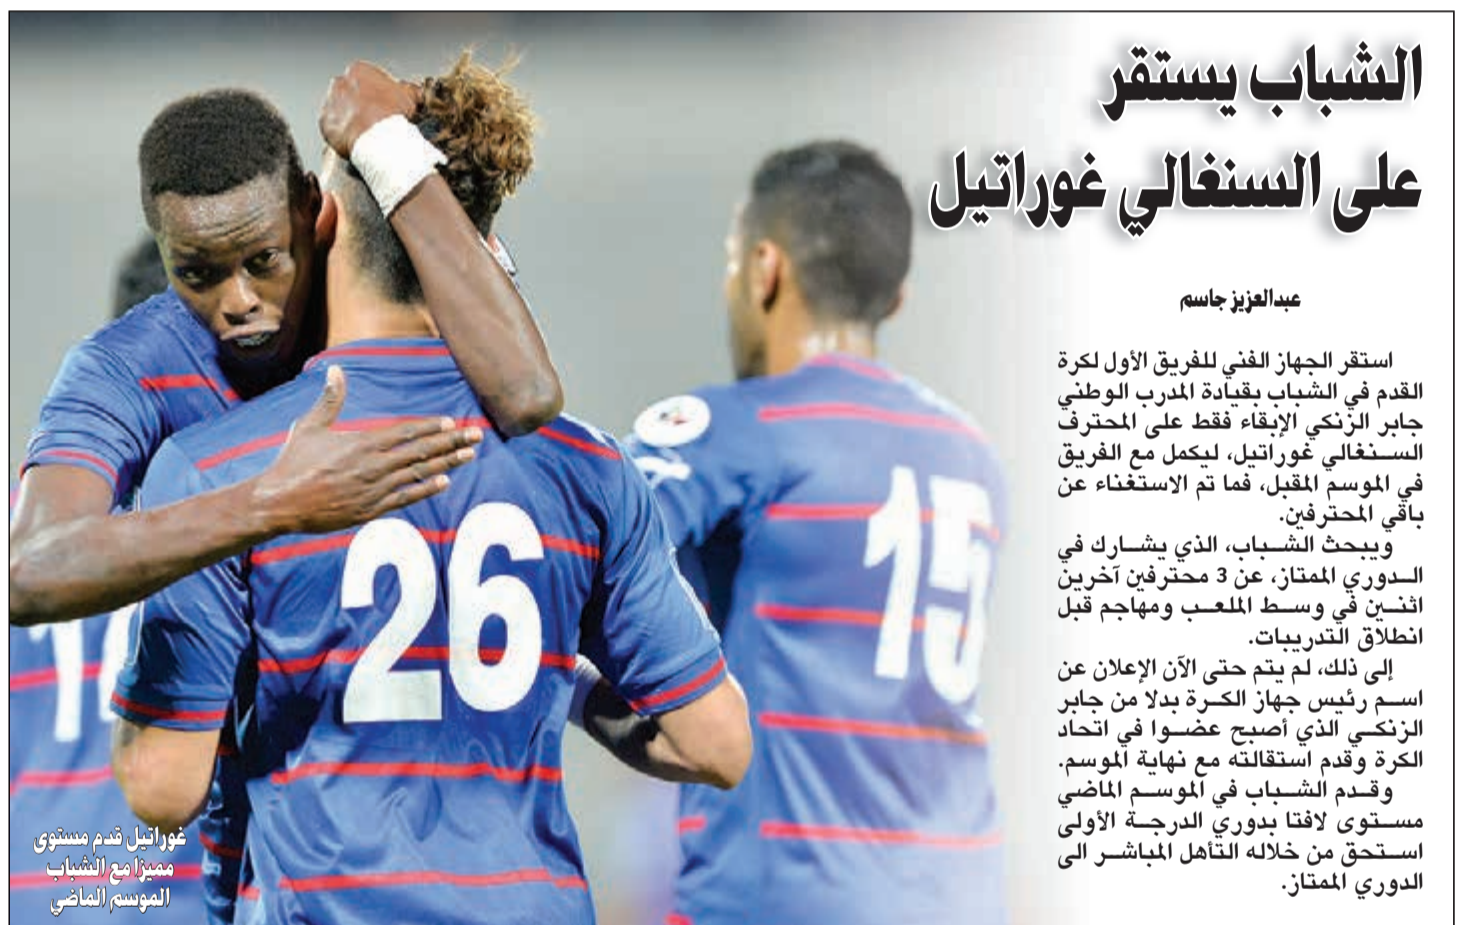 الشباب يستقر
على السنغالي غوراتيل
عبدالعزيز جاسم
استقر الجهاز الفني للفريق الأول لكرة
القدم في الشباب بقيادة المدرب الوطني
جابر الزنكي الإبقاء فقط على المحترف
السنغالي غوراتيل، ليكمل مع الفريق
في الموسم المقبل، فما تم الاستغناء عن
باقي المحترفين.
ويبحث الشباب، الذي يشارك في
الدوري الممتاز، عن 3 محترفين آخرين
اثنين في وسط الملعب ومهاجم قبل
انطلاق التدريبات.
إلى ذلك، لم يتم حتى الآن الإعلان عن
اسم رئيس جهاز الكرة بدلا من جابر
الزنكي الذي أصبح عضوا في اتحاد
الكرة وقدم استقالته مع نهاية الموسم.
وقدم الشباب في الموسم الماضي
مستوى لافتا بدوري الدرجة الأولى
استحق من خلاله التأهل المباشر الى
الدوري الممتاز.
26
15
غوراتيل قدم مستوى
مميزا مع الشباب
الموسم الماضي